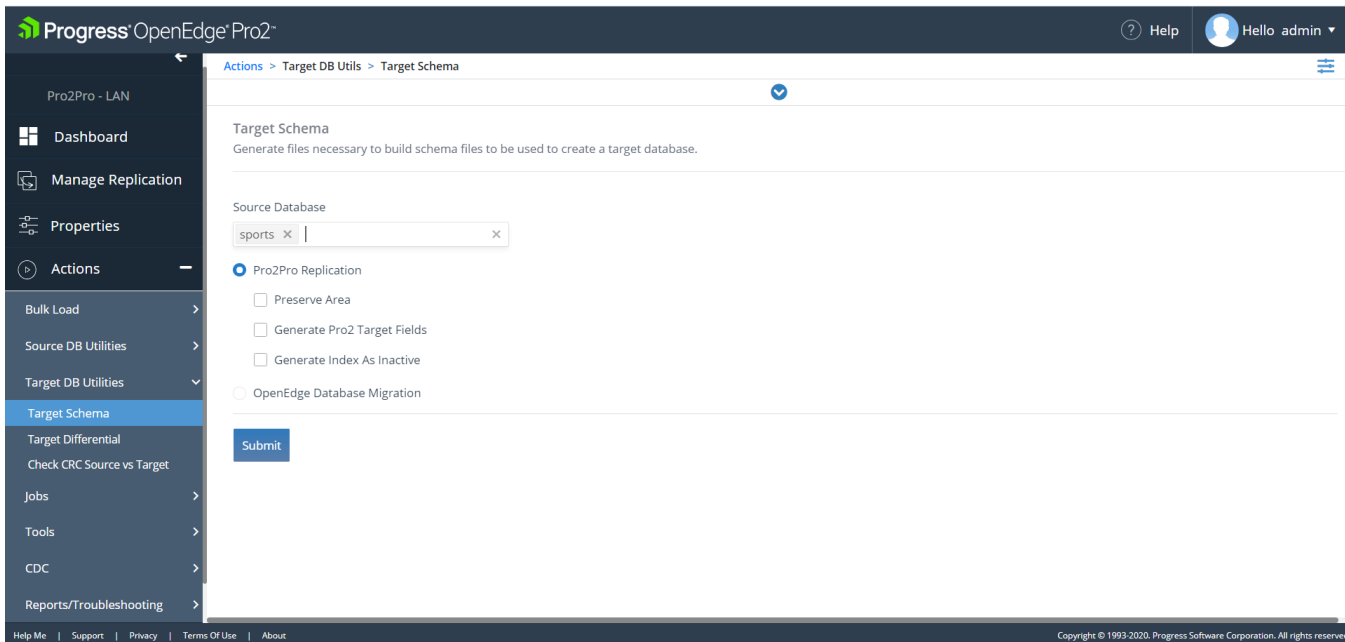 Progress® OpenEdge® Pro2™
Help
Hello admin
Actions > Target DB Utils > Target Schema
Pro2Pro - LAN
Dashboard
Manage Replication
Properties
Actions
Bulk Load
Source DB Utilities
Target DB Utilities
Target Schema
Target Differential
Check CRC Source vs Target
Jobs
Tools
CDC
Reports/Troubleshooting
Target Schema
Generate files necessary to build schema files to be used to create a target database.
Source Database
sports
Pro2Pro Replication
Preserve Area
Generate Pro2 Target Fields
Generate Index As Inactive
OpenEdge Database Migration
Submit
Help Me | Support | Privacy | Terms Of Use | About
Copyright © 1993-2020. Progress Software Corporation. All rights reserve